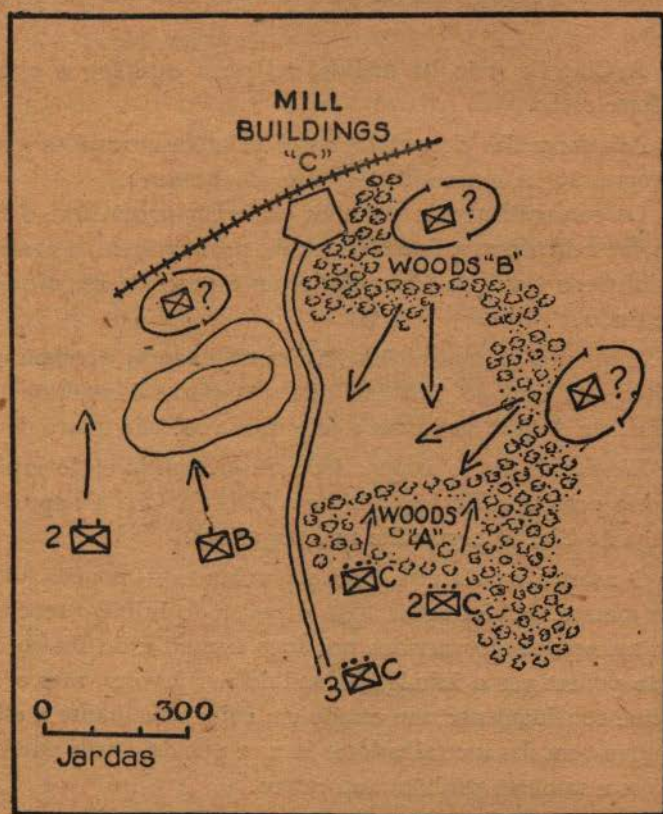 MILL
BUILDINGS
"C"
?
WOODS "B"
?
?
2
B
WOODS
"A"
1 C
2 C
3 C
0 300
Jardas